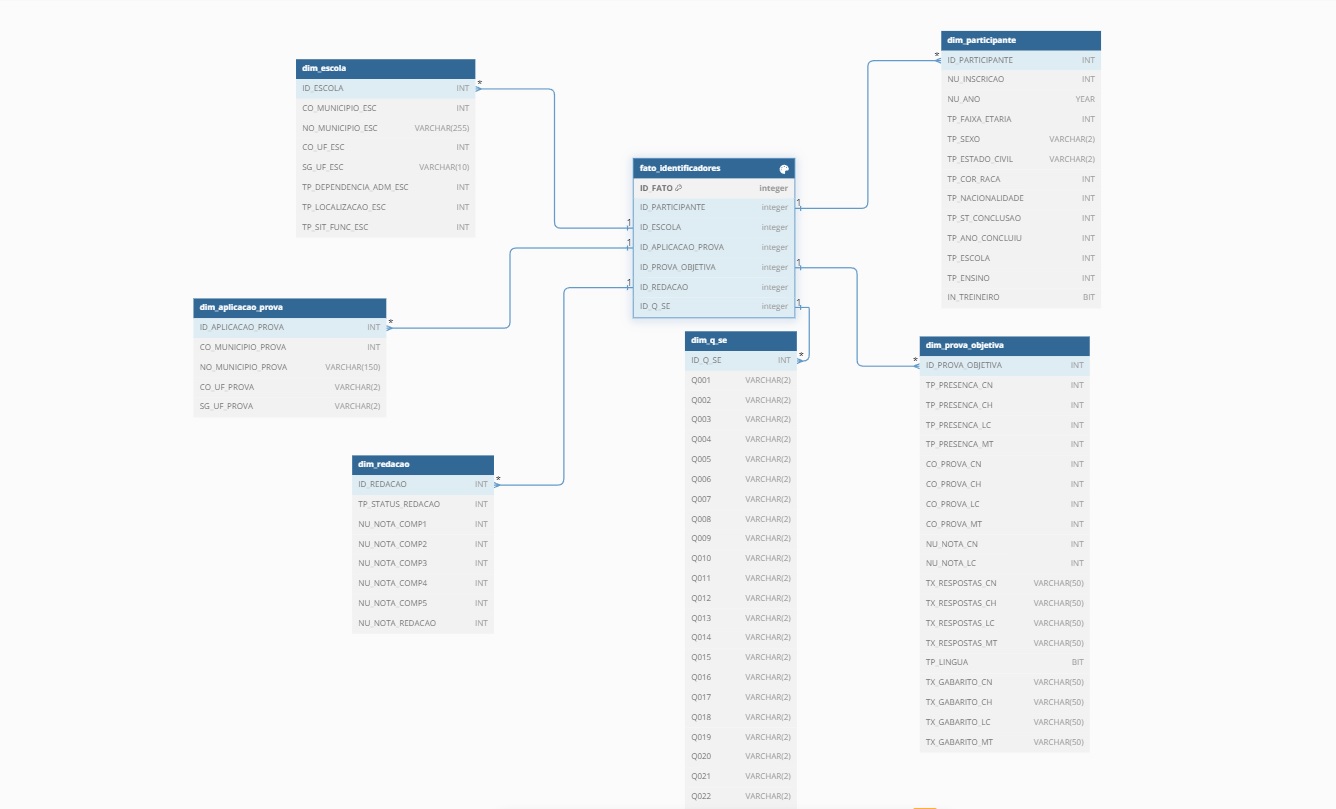 dim_escola
ID_ESCOLA INT
CO_MUNICIPIO_ESC INT
NO_MUNICIPIO_ESC VARCHAR(255)
CO_UF_ESC INT
SG_UF_ESC VARCHAR(10)
TP_DEPENDENCIA_ADM_ESC INT
TP_LOCALIZACAO_ESC INT
TP_SIT_FUNC_ESC INT
*
1
dim_aplicacao_prova
ID_APLICACAO_PROVA INT
CO_MUNICIPIO_PROVA INT
NO_MUNICIPIO_PROVA VARCHAR(150)
CO_UF_PROVA VARCHAR(2)
SG_UF_PROVA VARCHAR(2)
*
1
dim_redacao
ID_REDACAO INT
TP_STATUS_REDACAO INT
NU_NOTA_COMP1 INT
NU_NOTA_COMP2 INT
NU_NOTA_COMP3 INT
NU_NOTA_COMP4 INT
NU_NOTA_COMP5 INT
NU_NOTA_REDACAO INT
*
1
fato_identificadores
ID_FATO integer
ID_PARTICIPANTE integer
ID_ESCOLA integer
ID_APLICACAO_PROVA integer
ID_PROVA_OBJETIVA integer
ID_REDACAO integer
ID_Q_SE integer
1
1
1
dim_q_se
ID_Q_SE INT
Q001 VARCHAR(2)
Q002 VARCHAR(2)
Q003 VARCHAR(2)
Q004 VARCHAR(2)
Q005 VARCHAR(2)
Q006 VARCHAR(2)
Q007 VARCHAR(2)
Q008 VARCHAR(2)
Q009 VARCHAR(2)
Q010 VARCHAR(2)
Q011 VARCHAR(2)
Q012 VARCHAR(2)
Q013 VARCHAR(2)
Q014 VARCHAR(2)
Q015 VARCHAR(2)
Q016 VARCHAR(2)
Q017 VARCHAR(2)
Q018 VARCHAR(2)
Q019 VARCHAR(2)
Q020 VARCHAR(2)
Q021 VARCHAR(2)
Q022 VARCHAR(2)
*
dim_participante
ID_PARTICIPANTE INT
NU_INSCRICAO INT
NU_ANO YEAR
TP_FAIXA_ETARIA INT
TP_SEXO VARCHAR(2)
TP_ESTADO_CIVIL VARCHAR(2)
TP_COR_RACA INT
TP_NACIONALIDADE INT
TP_ST_CONCLUSAO INT
TP_ANO_CONCLUIU INT
TP_ESCOLA INT
TP_ENSINO INT
IN_TREINEIRO BIT
*
dim_prova_objetiva
ID_PROVA_OBJETIVA INT
TP_PRESENCA_CN INT
TP_PRESENCA_CH INT
TP_PRESENCA_LC INT
TP_PRESENCA_MT INT
CO_PROVA_CN INT
CO_PROVA_CH INT
CO_PROVA_LC INT
CO_PROVA_MT INT
NU_NOTA_CN INT
NU_NOTA_LC INT
TX_RESPOSTAS_CN VARCHAR(50)
TX_RESPOSTAS_CH VARCHAR(50)
TX_RESPOSTAS_LC VARCHAR(50)
TX_RESPOSTAS_MT VARCHAR(50)
TP_LINGUA BIT
TX_GABARITO_CN VARCHAR(50)
TX_GABARITO_CH VARCHAR(50)
TX_GABARITO_LC VARCHAR(50)
TX_GABARITO_MT VARCHAR(50)
*